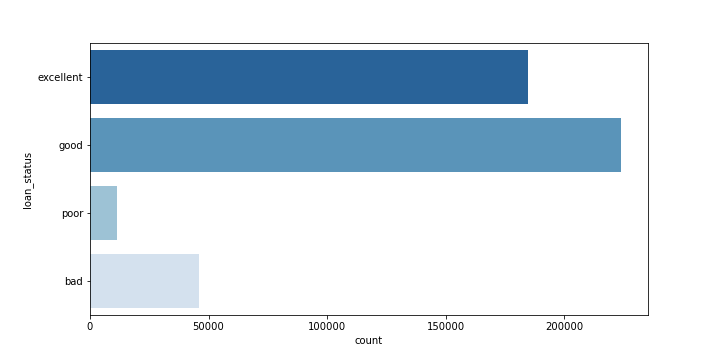 excellent
good
poor
bad
loan_status
0 50000 100000 150000 200000
count